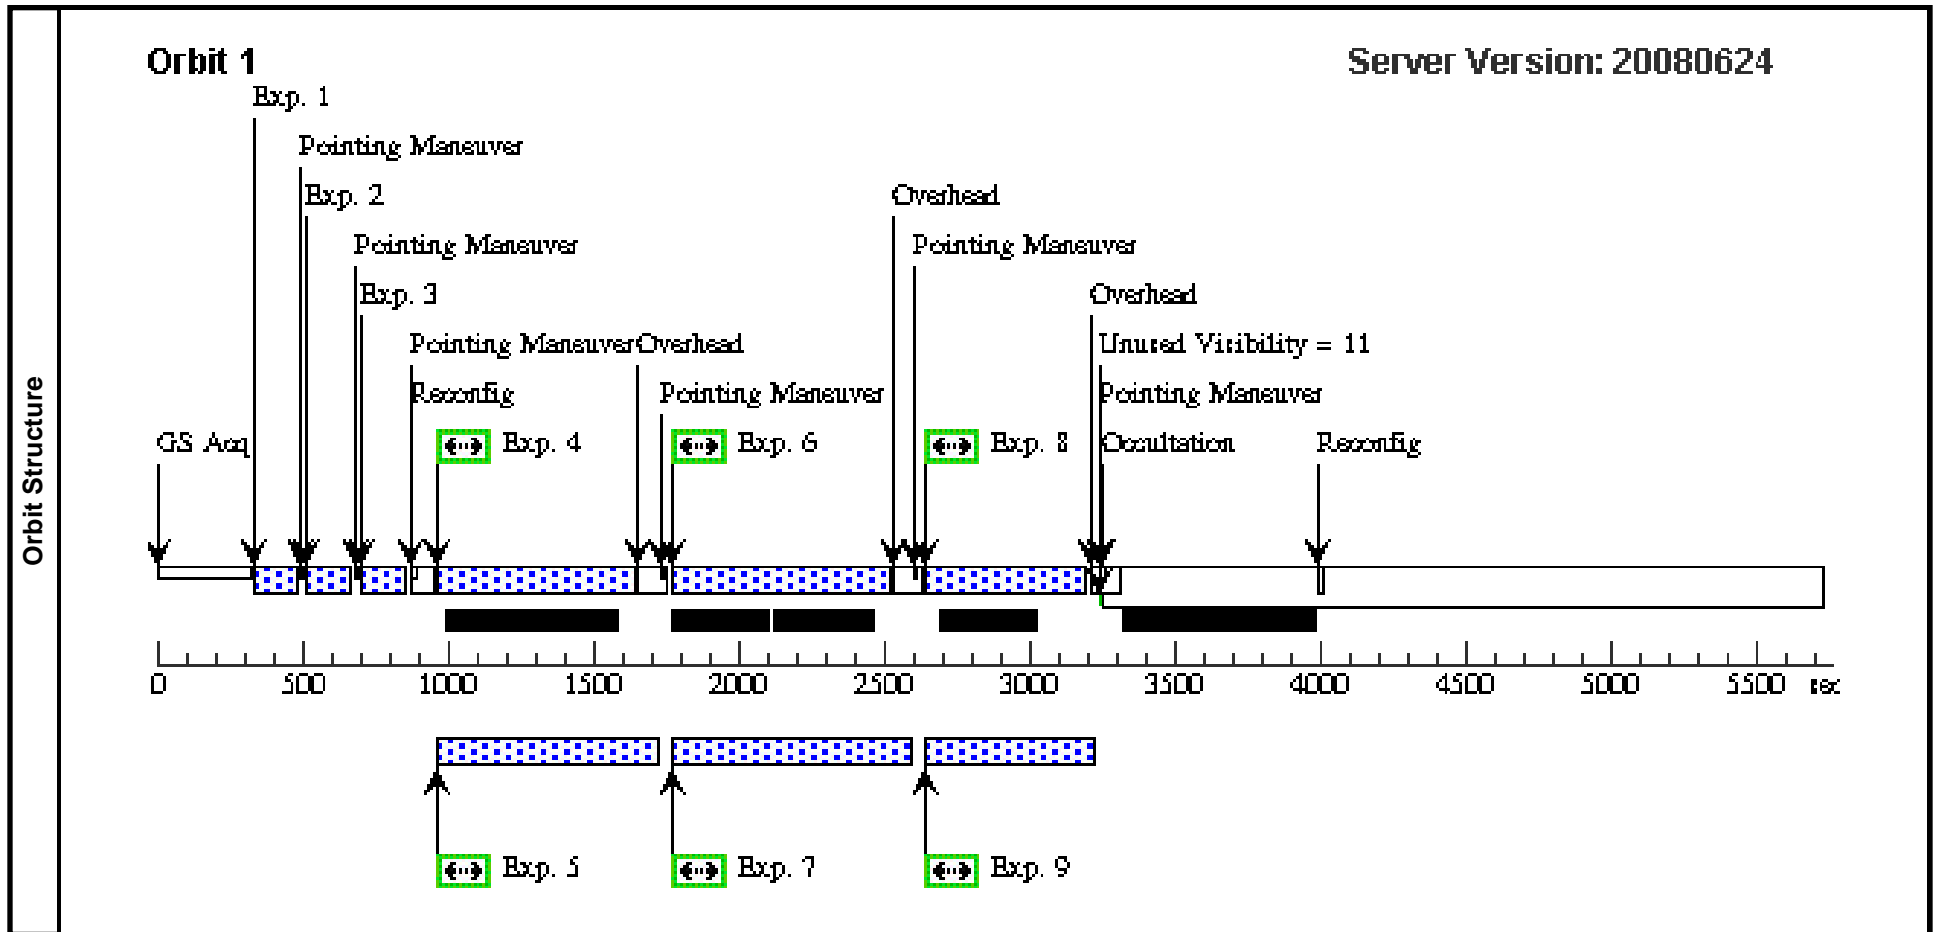 Orbit Structure
Orbit 1
Server Version: 20080624
Exp. 1
Pointing Maneuver
Exp. 2
Overhead
Pointing Maneuver
Pointing Maneuver
Exp. 3
Overhead
Pointing Maneuver
Overhead
Unused Visibility = 11
Reconfig
Pointing Maneuver
Pointing Maneuver
GS Acq
Exp. 4
Exp. 6
Exp. 8
Occultation
Reconfig
0 500 1000 1500 2000 2500 3000 3500 4000 4500 5000 5500 sec
Exp. 5
Exp. 7
Exp. 9